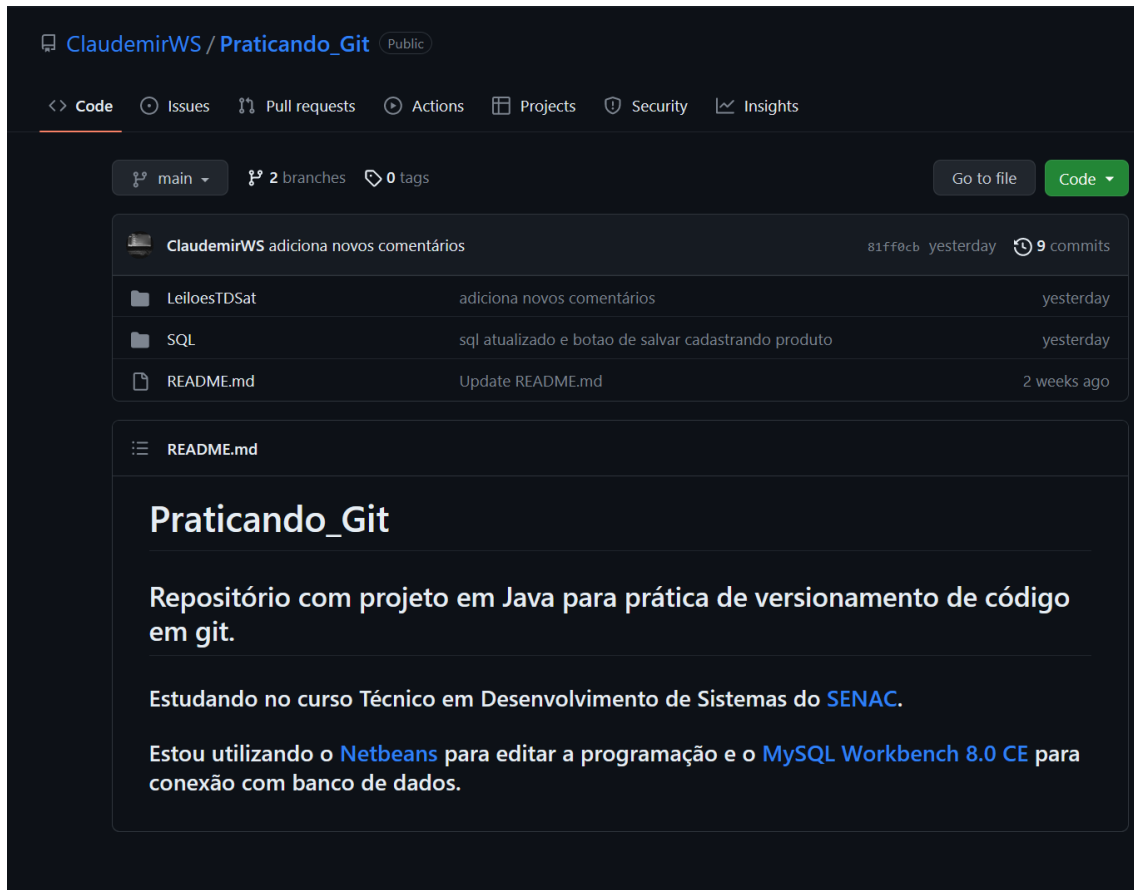 ClaudemirWS / Praticando_Git Public
Code Issues Pull requests Actions Projects Security Insights
main 2 branches 0 tags Go to file Code
ClaudemirWS adiciona novos comentários 81ff0cb yesterday 9 commits
LeiloesTDSat adiciona novos comentários yesterday
SQL sql atualizado e botao de salvar cadastrando produto yesterday
README.md Update README.md 2 weeks ago
README.md
Praticando_Git
Repositório com projeto em Java para prática de versionamento de código
em git.
Estudando no curso Técnico em Desenvolvimento de Sistemas do SENAC.
Estou utilizando o Netbeans para editar a programação e o MySQL Workbench 8.0 CE para
conexão com banco de dados.